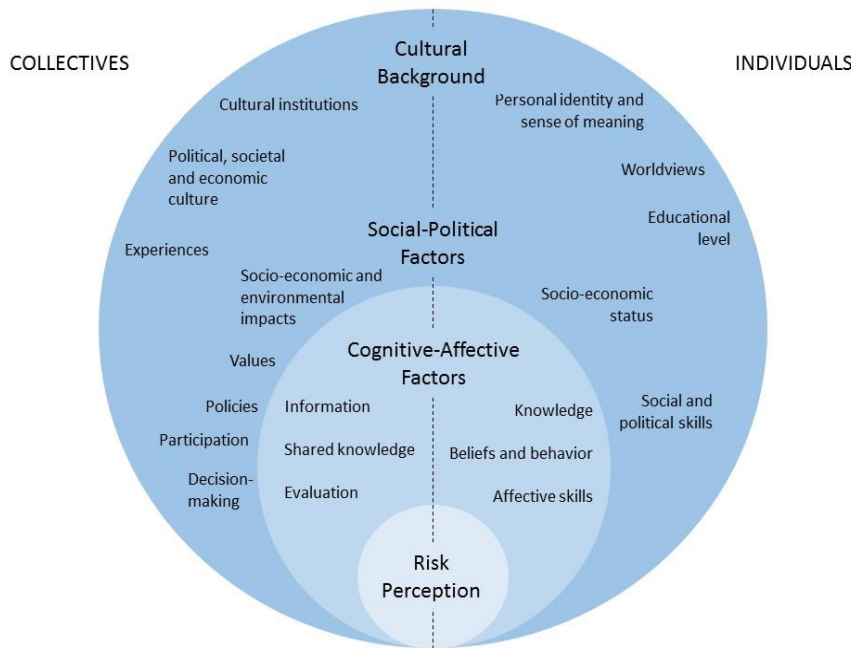 Cultural
Background
COLLECTIVES
INDIVIDUALS
Cultural institutions
Personal identity and
sense of meaning
Political, societal
and economic
culture
Worldviews
Educational
level
Social-Political
Factors
Experiences
Socio-economic and
environmental
impacts
Socio-economic
status
Cognitive-Affective
Factors
Values
Policies
Information
Knowledge
Social and
political skills
Participation
Shared knowledge
Beliefs and behavior
Decision-
making
Evaluation
Affective skills
Risk
Perception